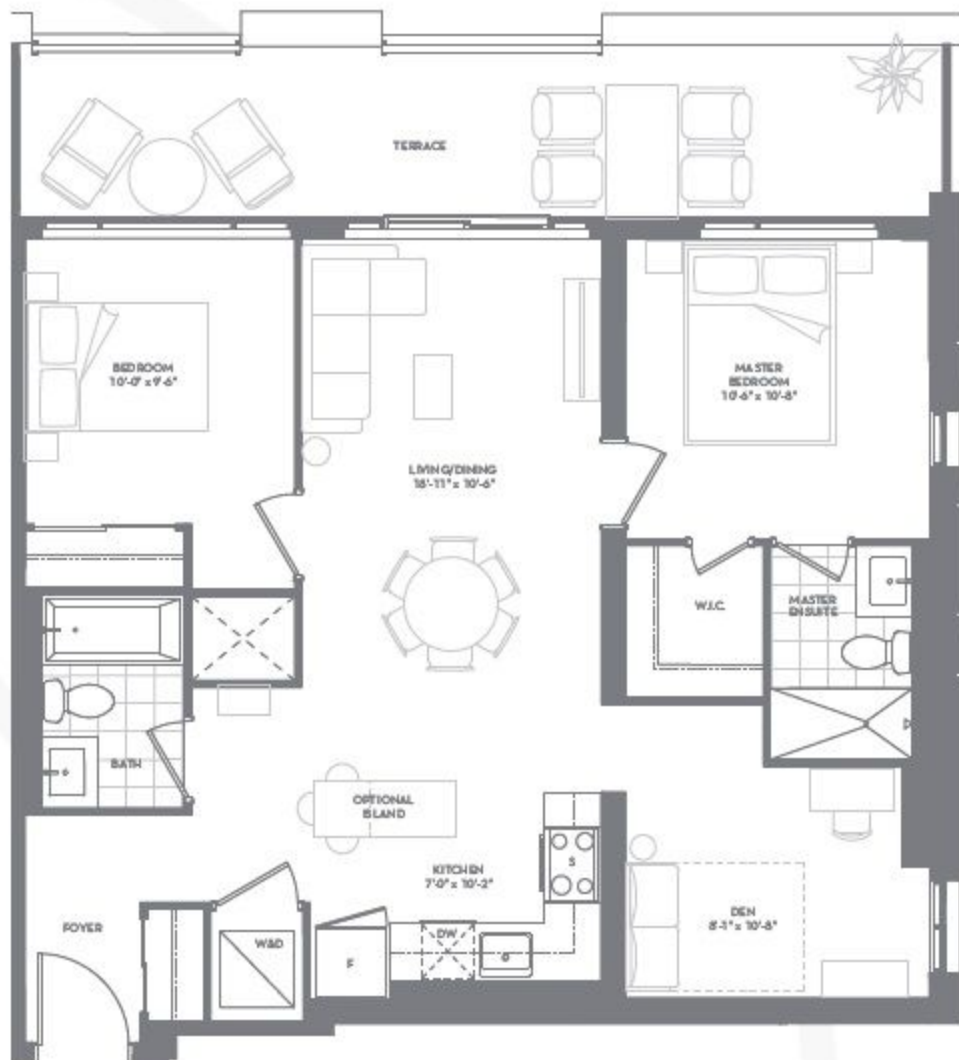 TERRACE
BEDROOM
10'-0" x 9'-6"
MASTER
BEDROOM
10'-6" x 10'-8"
LIVING/DINING
18'-11" x 10'-6"
W.I.C.
MASTER
ENSUITE
BATH
OPTIONAL
ISLAND
KITCHEN
7'-0" x 10'-2"
S
FOYER
W&D
F
DW
DEN
8'-1" x 10'-8"